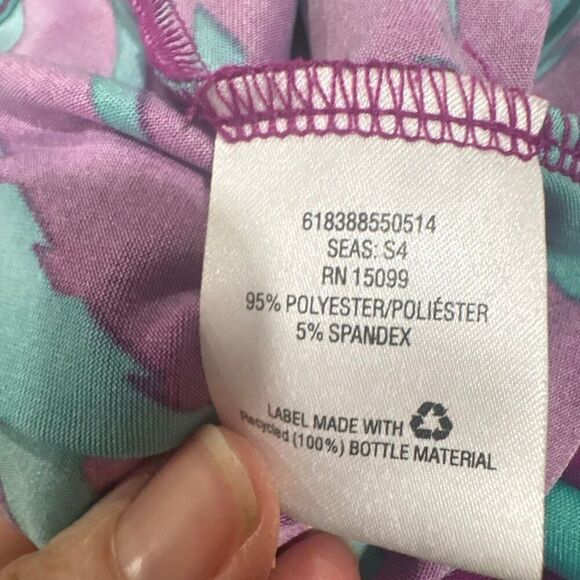 618388550514
SEAS: S4
RN 15099
95% POLYESTER/POLIÉSTER
5% SPANDEX
LABEL MADE WITH
Recycled (100%) BOTTLE MATERIAL